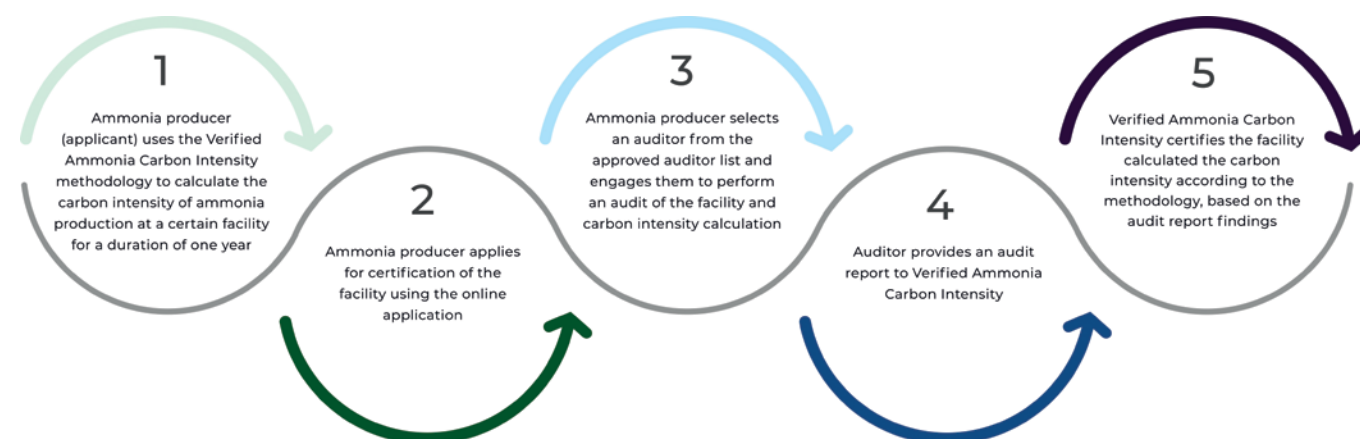 1
Ammonia producer
(applicant) uses the Verified
Ammonia Carbon Intensity
methodology to calculate the
carbon intensity of ammonia
production at a certain facility
for a duration of one year
2
Ammonia producer applies
for certification of the
facility using the online
application
3
Ammonia producer selects
an auditor from the
approved auditor list and
engages them to perform
an audit of the facility and
carbon intensity calculation
4
Auditor provides an audit
report to Verified Ammonia
Carbon Intensity
5
Verified Ammonia Carbon
Intensity certifies the facility
calculated the carbon
intensity according to the
methodology, based on the
audit report findings